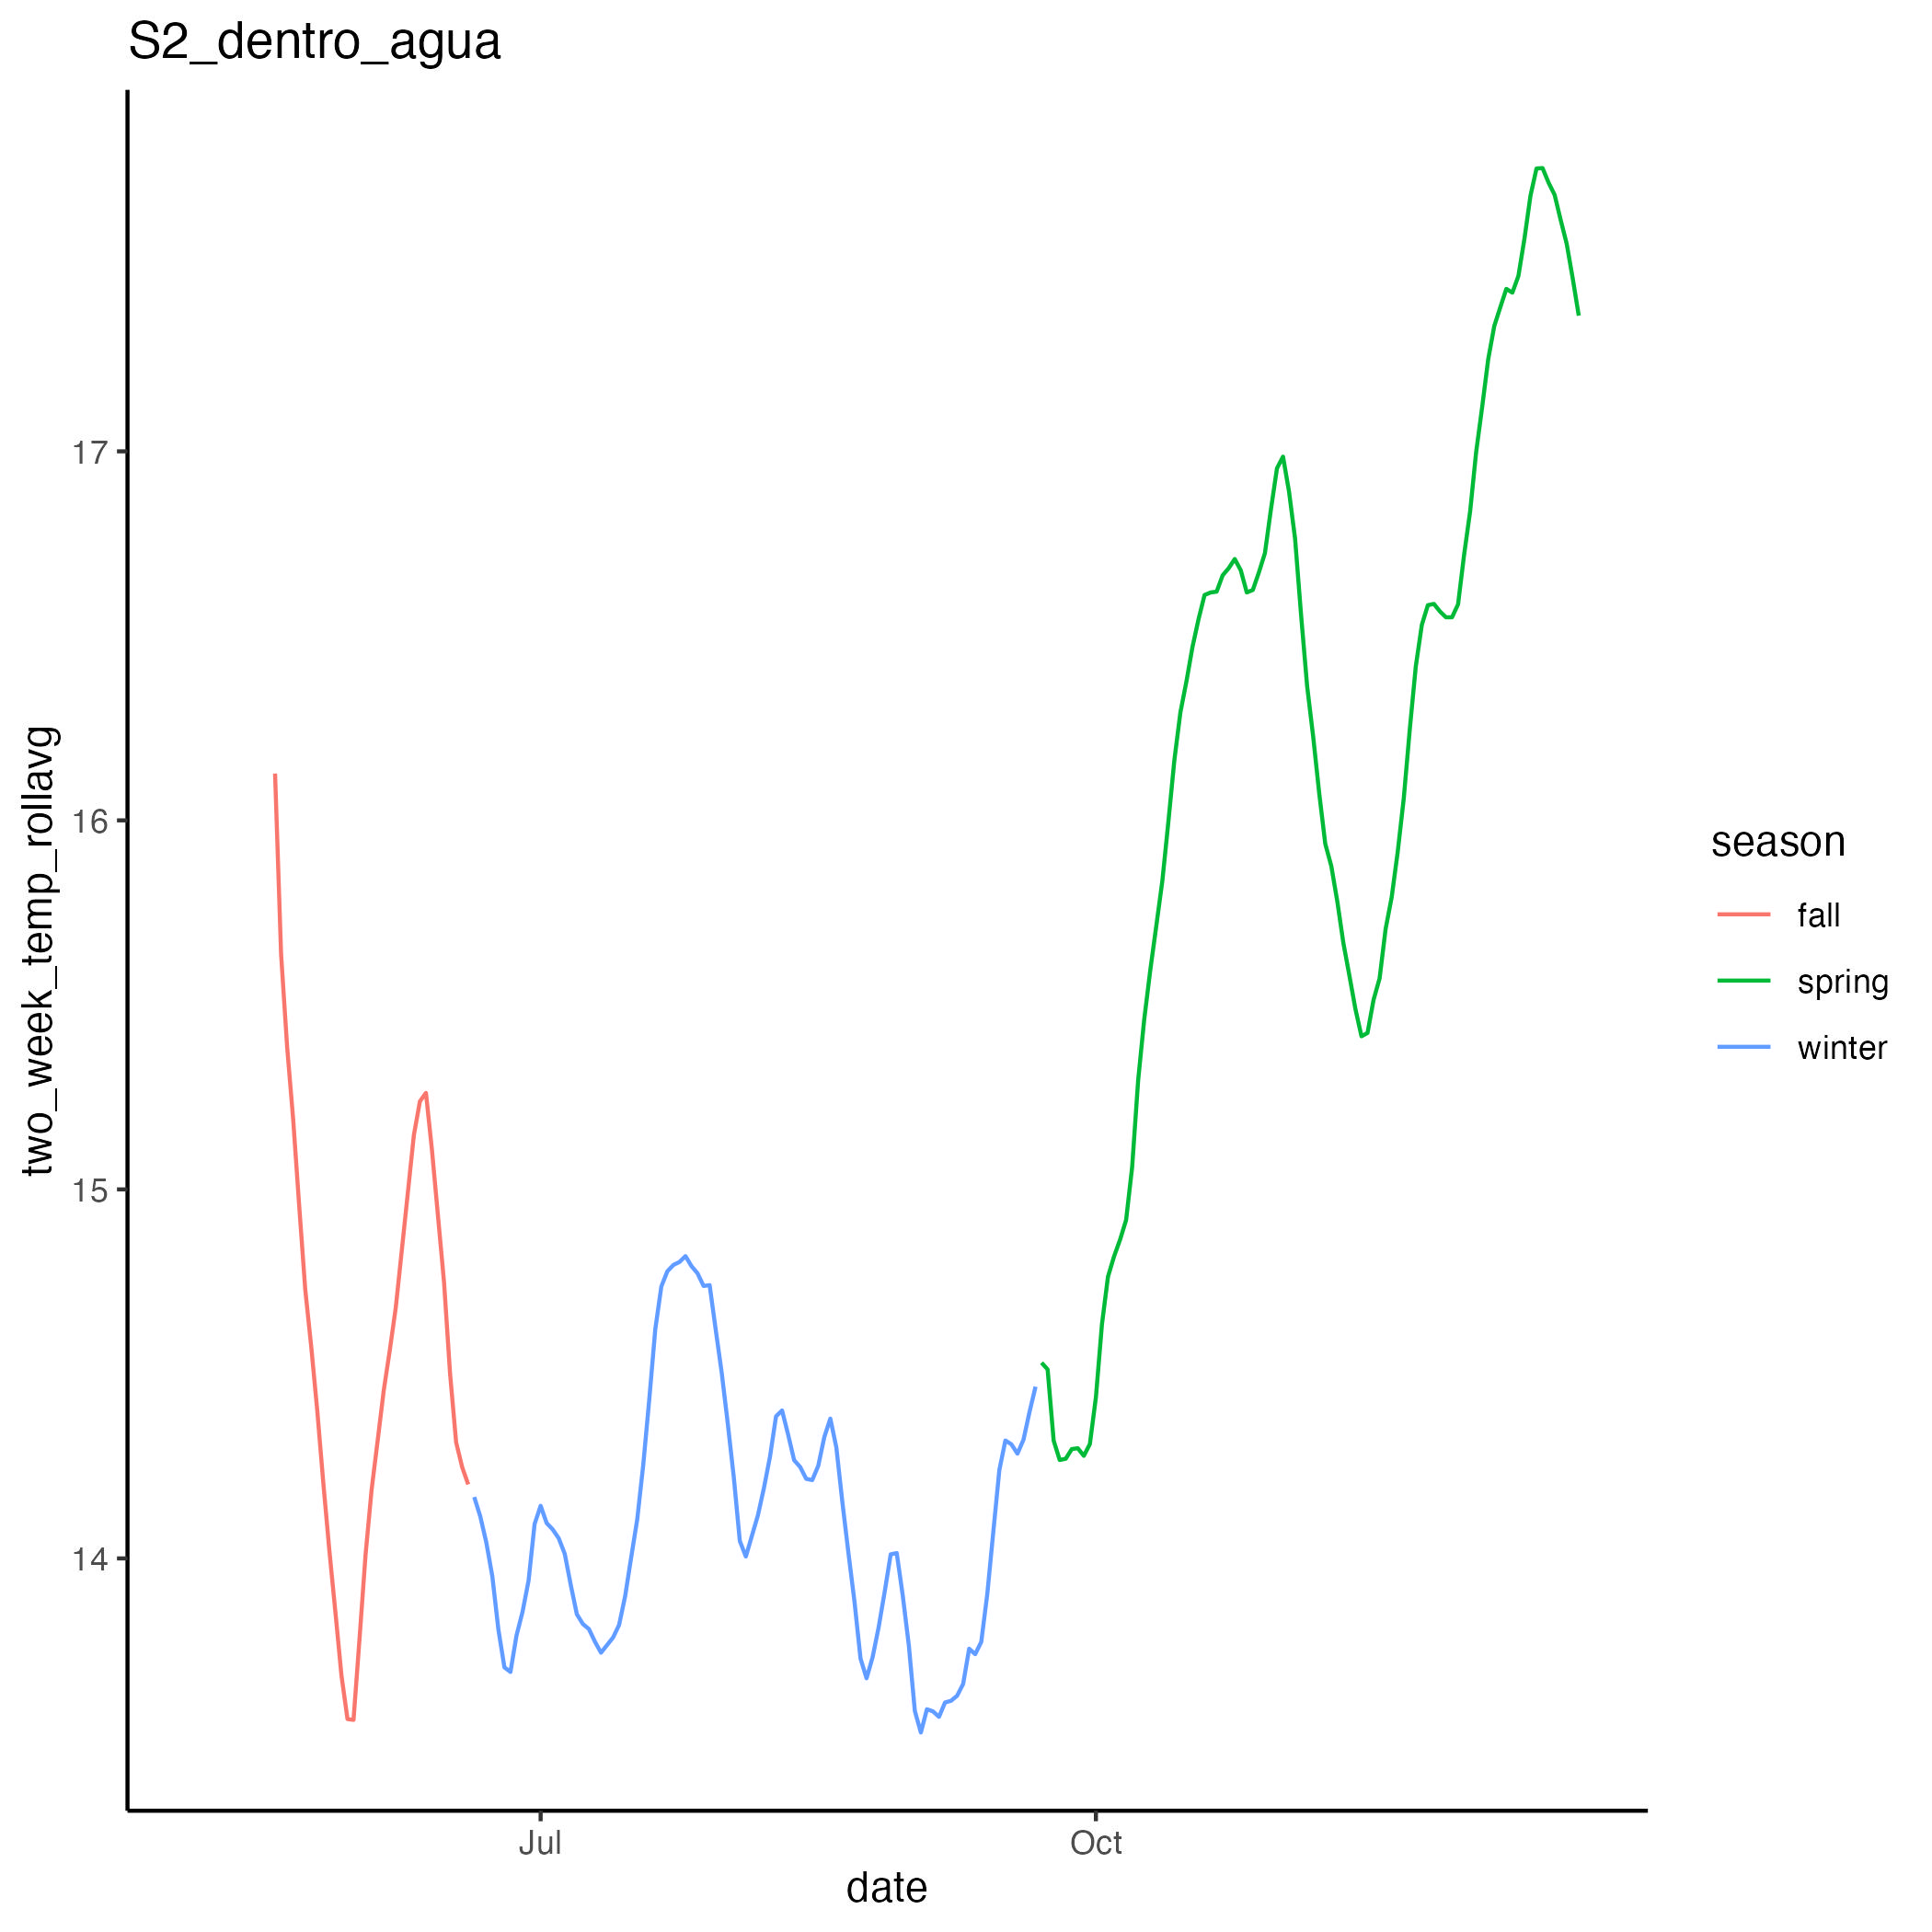 S2_dentro_agua
two_week_temp_rollavg
17
16
15
14
Jul
Oct
date
season
fall
spring
winter